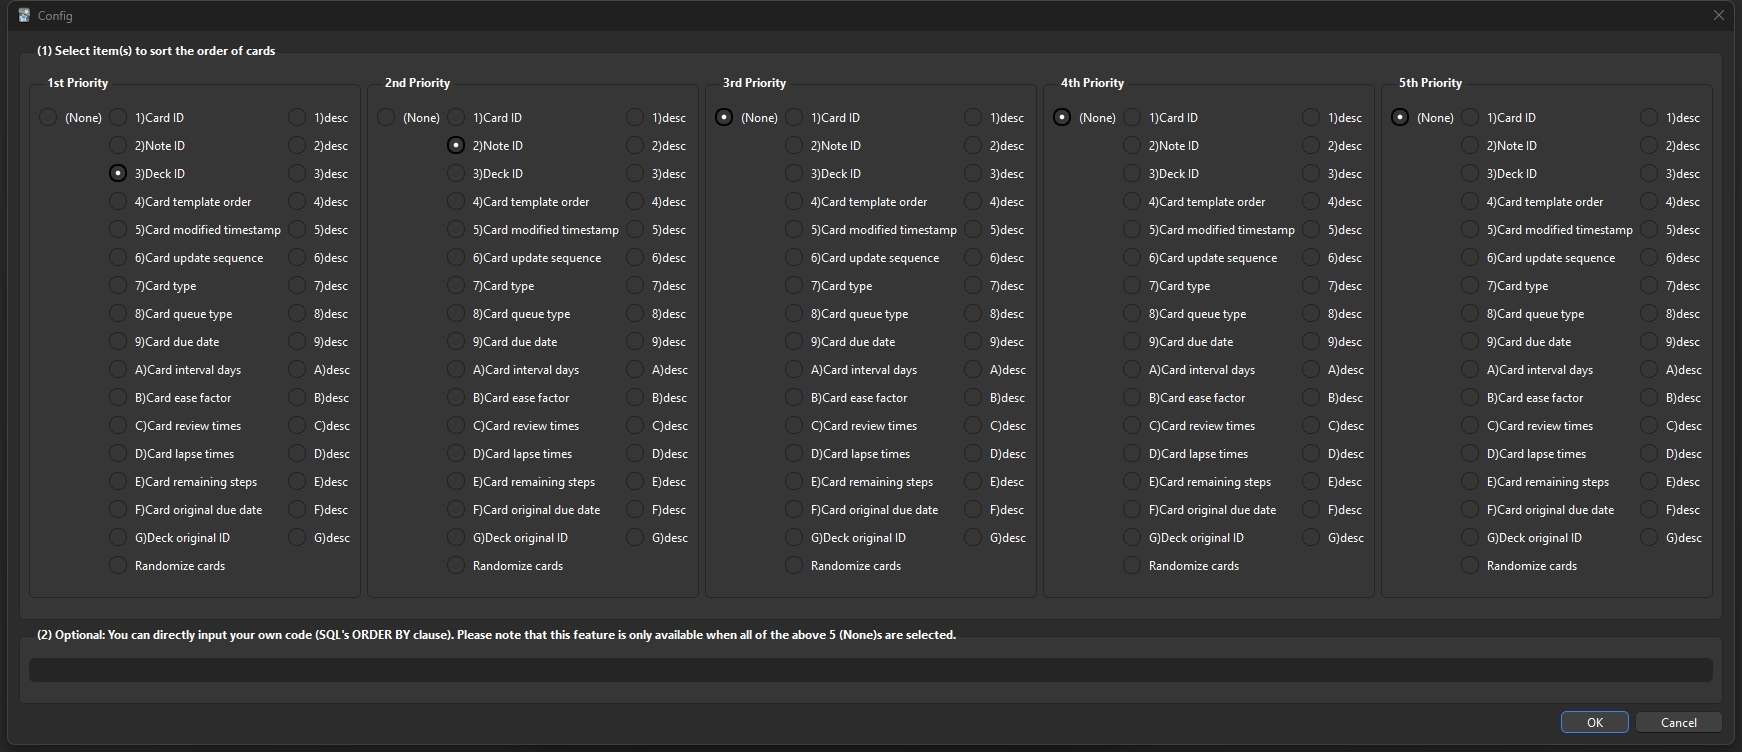 Config
(1) Select item(s) to sort the order of cards
1st Priority 2nd Priority 3rd Priority 4th Priority 5th Priority
(None) 1)Card ID 1)desc (None) 1)Card ID 1)desc (None) 1)Card ID 1)desc (None) 1)Card ID 1)desc (None) 1)Card ID 1)desc
2)Note ID 2)desc 2)Note ID 2)desc 2)Note ID 2)desc 2)Note ID 2)desc 2)Note ID 2)desc
3)Deck ID 3)desc 3)Deck ID 3)desc 3)Deck ID 3)desc 3)Deck ID 3)desc 3)Deck ID 3)desc
4)Card template order 4)desc 4)Card template order 4)desc 4)Card template order 4)desc 4)Card template order 4)desc 4)Card template order 4)desc
5)Card modified timestamp 5)desc 5)Card modified timestamp 5)desc 5)Card modified timestamp 5)desc 5)Card modified timestamp 5)desc 5)Card modified timestamp 5)desc
6)Card update sequence 6)desc 6)Card update sequence 6)desc 6)Card update sequence 6)desc 6)Card update sequence 6)desc 6)Card update sequence 6)desc
7)Card type 7)desc 7)Card type 7)desc 7)Card type 7)desc 7)Card type 7)desc 7)Card type 7)desc
8)Card queue type 8)desc 8)Card queue type 8)desc 8)Card queue type 8)desc 8)Card queue type 8)desc 8)Card queue type 8)desc
9)Card due date 9)desc 9)Card due date 9)desc 9)Card due date 9)desc 9)Card due date 9)desc 9)Card due date 9)desc
A)Card interval days A)desc A)Card interval days A)desc A)Card interval days A)desc A)Card interval days A)desc A)Card interval days A)desc
B)Card ease factor B)desc B)Card ease factor B)desc B)Card ease factor B)desc B)Card ease factor B)desc B)Card ease factor B)desc
C)Card review times C)desc C)Card review times C)desc C)Card review times C)desc C)Card review times C)desc C)Card review times C)desc
D)Card lapse times D)desc D)Card lapse times D)desc D)Card lapse times D)desc D)Card lapse times D)desc D)Card lapse times D)desc
E)Card remaining steps E)desc E)Card remaining steps E)desc E)Card remaining steps E)desc E)Card remaining steps E)desc E)Card remaining steps E)desc
F)Card original due date F)desc F)Card original due date F)desc F)Card original due date F)desc F)Card original due date F)desc F)Card original due date F)desc
G)Deck original ID G)desc G)Deck original ID G)desc G)Deck original ID G)desc G)Deck original ID G)desc G)Deck original ID G)desc
Randomize cards Randomize cards Randomize cards Randomize cards Randomize cards
(2) Optional: You can directly input your own code (SQL's ORDER BY clause). Please note that this feature is only available when all of the above 5 (None)s are selected.
OK Cancel